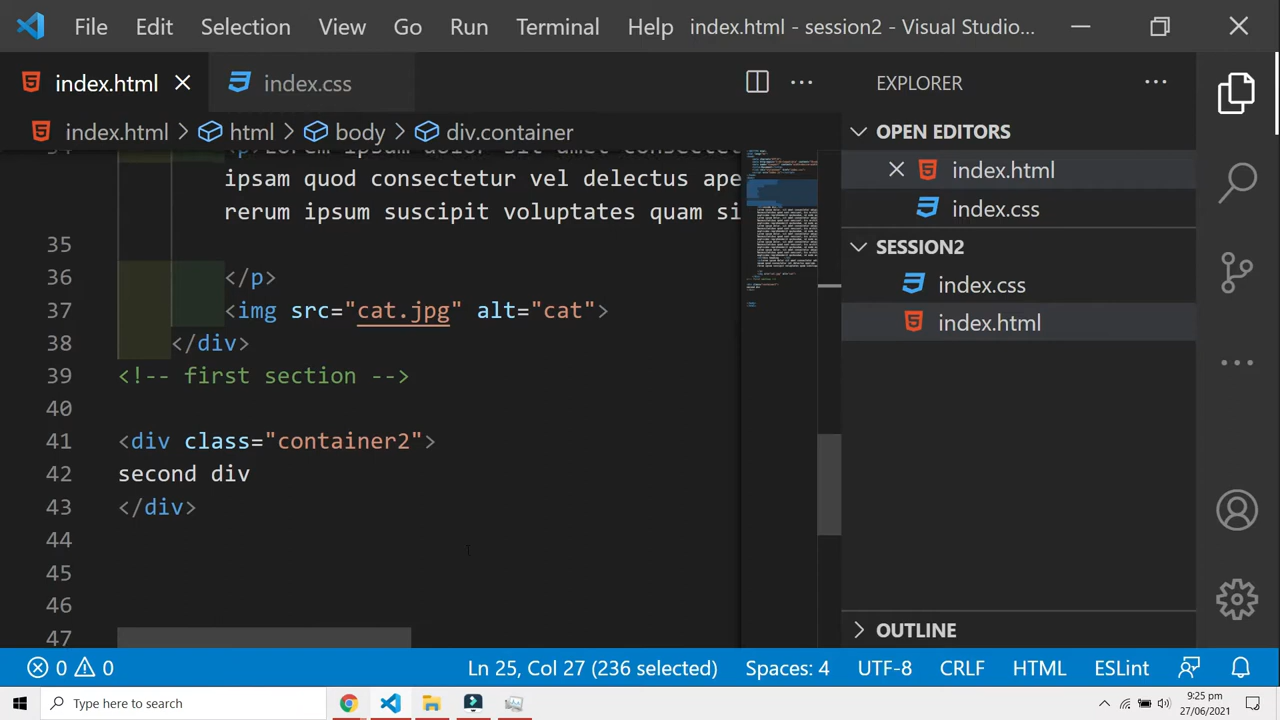 File Edit Selection View Go Run Terminal Help index.html - session2 - Visual Studio...
index.html index.css
index.html > html > body > div.container
ipsam quod consectetur vel delectus ape
rerum ipsum suscipit voluptates quam si
35
36 </p>
37 <img src="cat.jpg" alt="cat">
38 </div>
39 <!-- first section -->
40
41 <div class="container2">
42 second div
43 </div>
44
45
46
47
EXPLORER
OPEN EDITORS
index.html
index.css
SESSION2
index.css
index.html
OUTLINE
0 0 Ln 25, Col 27 (236 selected) Spaces: 4 UTF-8 CRLF HTML ESLint
Type here to search
9:25 pm
27/06/2021